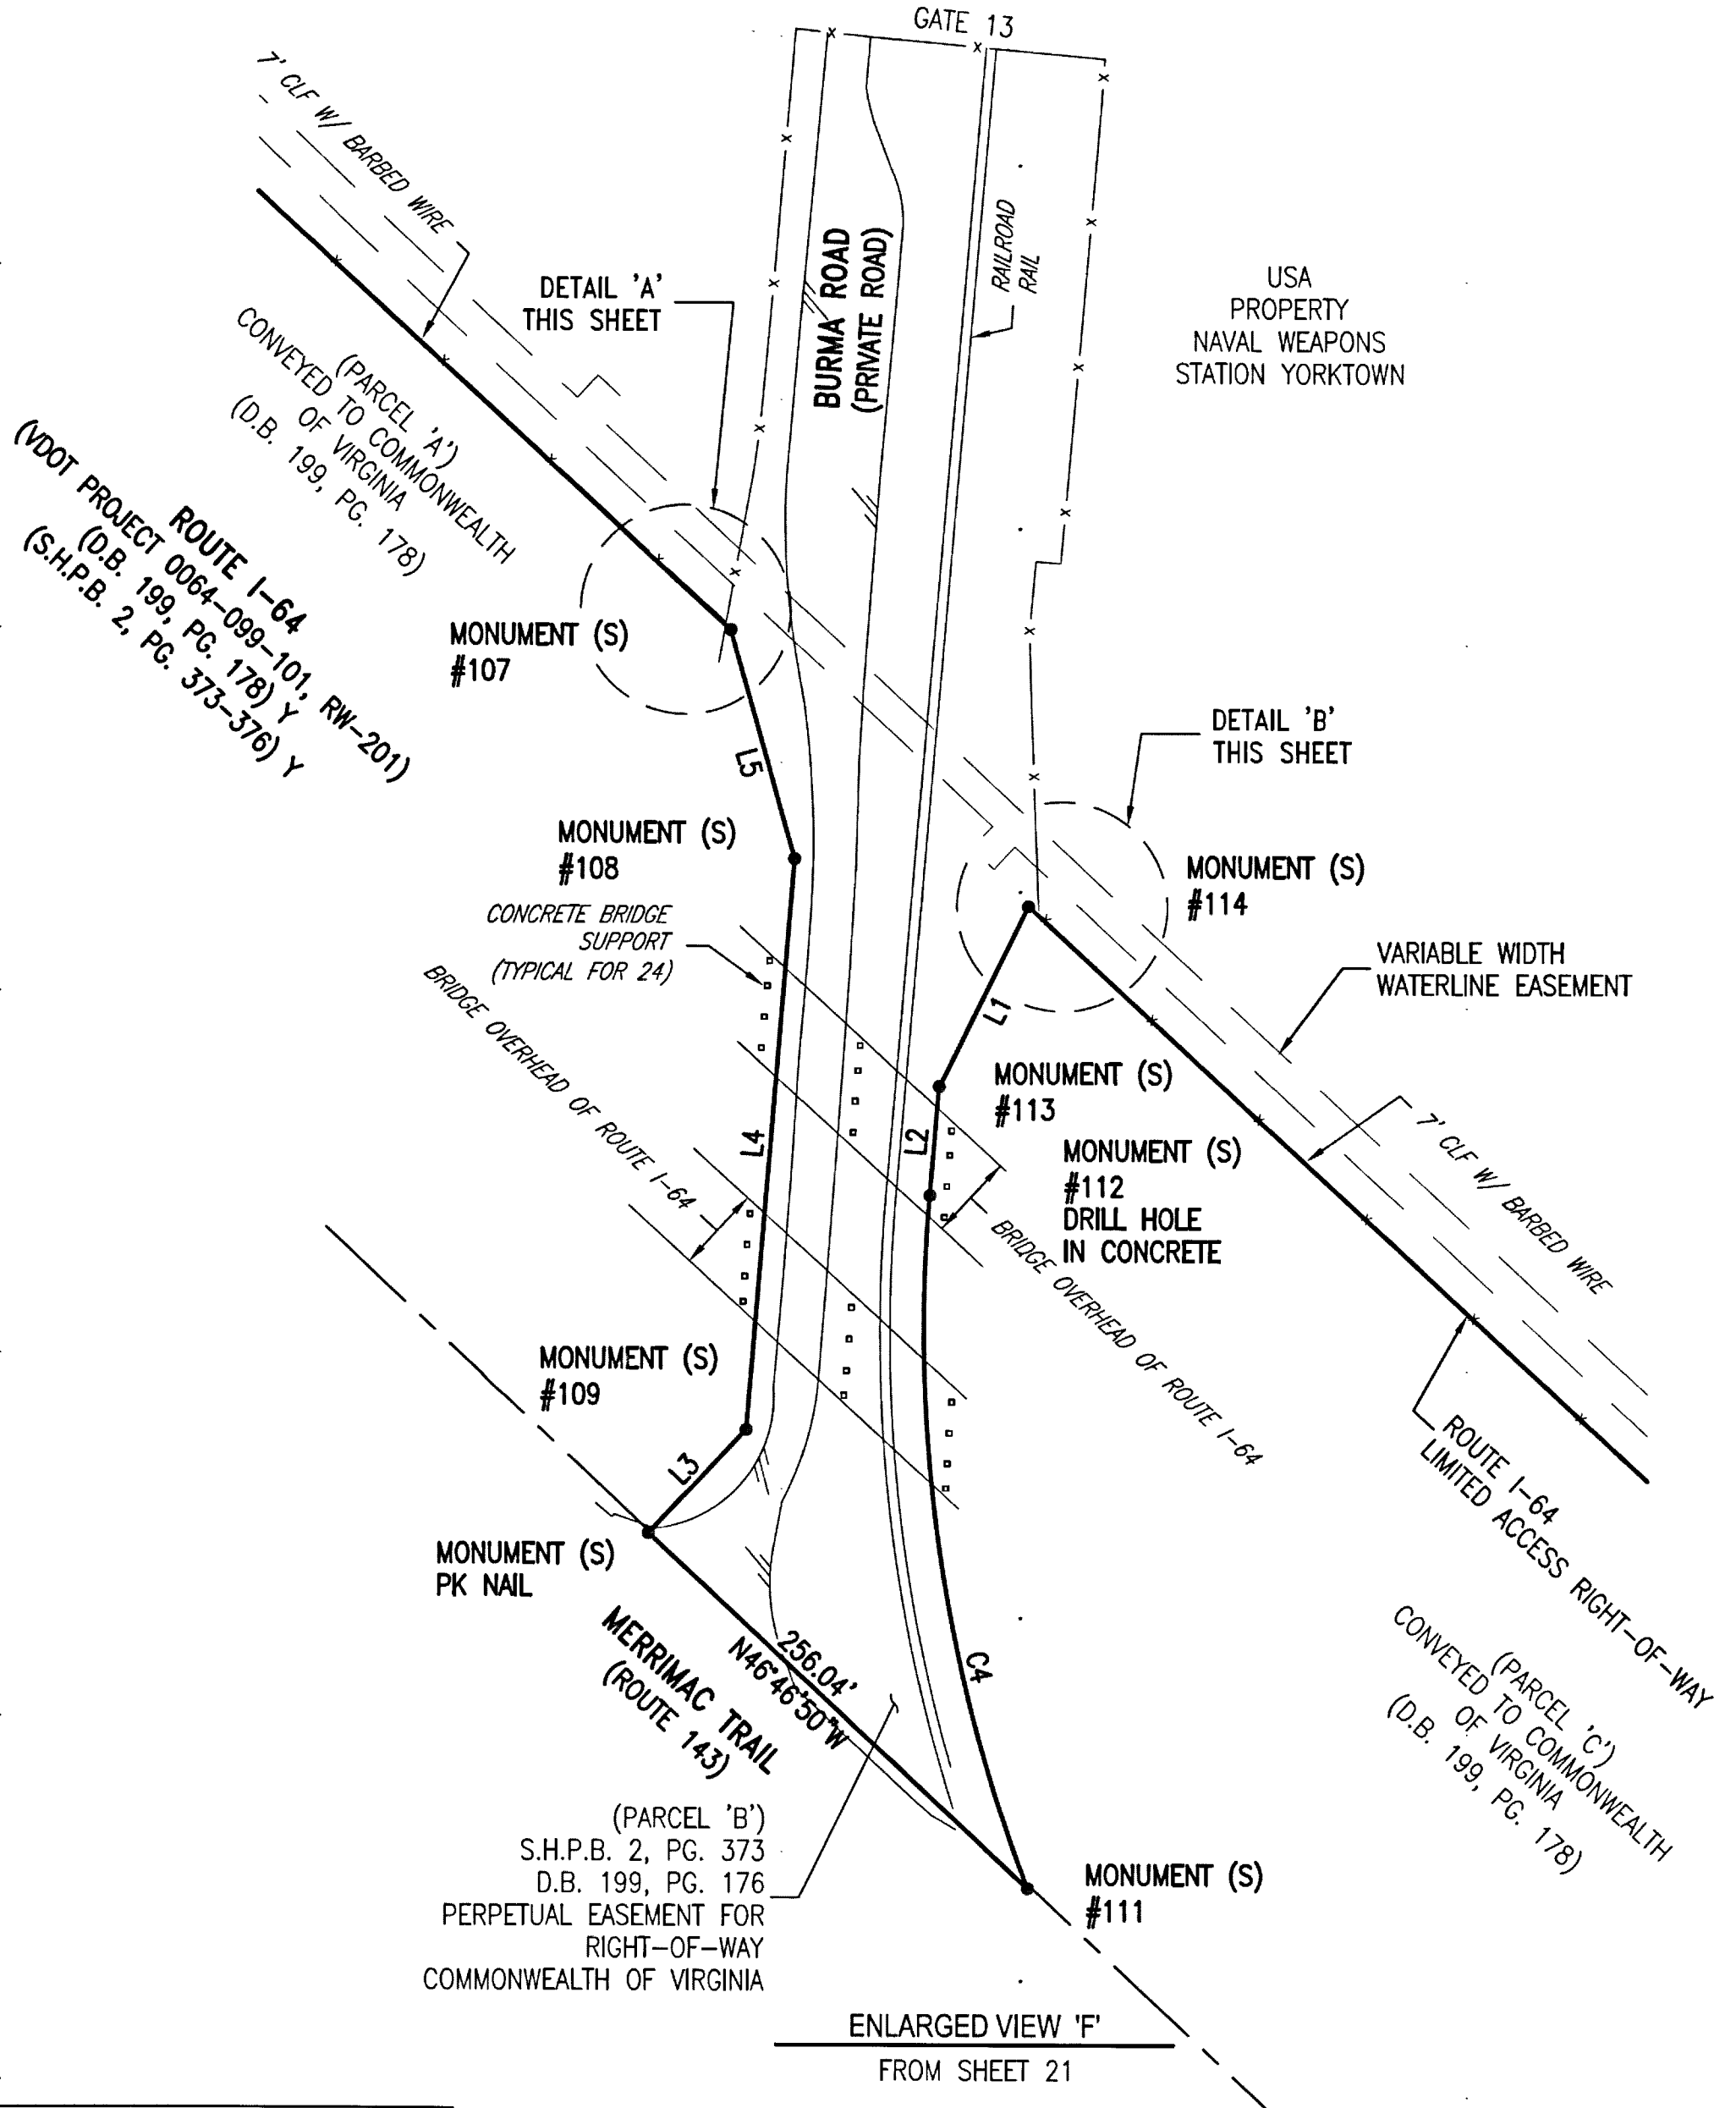 GATE 13
7' CLF W/ BARBED WIRE
DETAIL 'A'
THIS SHEET
BURMA ROAD
(PRIVATE ROAD)
RAILROAD
RAIL
USA
PROPERTY
NAVAL WEAPONS
STATION YORKTOWN
(PARCEL 'A')
CONVEYED TO COMMONWEALTH
OF VIRGINIA
(D.B. 199, PG. 178)
ROUTE I-64
(VDOT PROJECT 0064-099-101, RW-201)
(D.B. 199, PG. 178) Y
(S.H.P.B. 2, PG. 373-376) Y
MONUMENT (S)
#107
L5
DETAIL 'B'
THIS SHEET
MONUMENT (S)
#108
MONUMENT (S)
#114
CONCRETE BRIDGE
SUPPORT
(TYPICAL FOR 24)
VARIABLE WIDTH
WATERLINE EASEMENT
BRIDGE OVERHEAD OF ROUTE I-64
L1
MONUMENT (S)
#113
L4
L2
MONUMENT (S)
#112
DRILL HOLE
IN CONCRETE
7' CLF W/ BARBED WIRE
BRIDGE OVERHEAD OF ROUTE I-64
MONUMENT (S)
#109
L3
ROUTE I-64
LIMITED ACCESS RIGHT-OF-WAY
MONUMENT (S)
PK NAIL
MERRIMAC TRAIL
(ROUTE 143)
256.04'
N46°46'50"W
C4
(PARCEL 'C')
CONVEYED TO COMMONWEALTH
OF VIRGINIA
(D.B. 199, PG. 178)
(PARCEL 'B')
S.H.P.B. 2, PG. 373
D.B. 199, PG. 176
PERPETUAL EASEMENT FOR
RIGHT-OF-WAY
COMMONWEALTH OF VIRGINIA
MONUMENT (S)
#111
ENLARGED VIEW 'F'
FROM SHEET 21